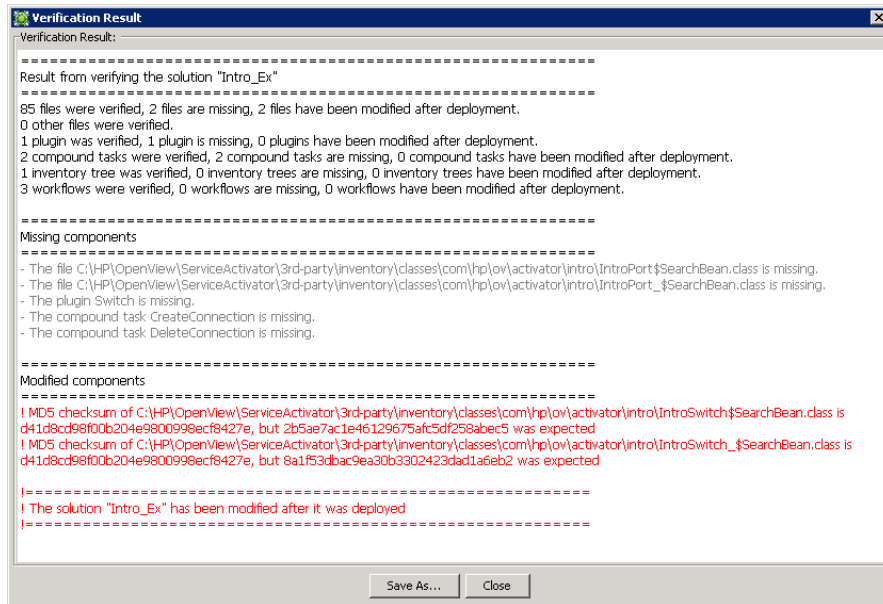 Verification Result
Verification Result:
============================================================
Result from verifying the solution "Intro_Ex"
============================================================
85 files were verified, 2 files are missing, 2 files have been modified after deployment.
0 other files were verified.
1 plugin was verified, 1 plugin is missing, 0 plugins have been modified after deployment.
2 compound tasks were verified, 2 compound tasks are missing, 0 compound tasks have been modified after deployment.
1 inventory tree was verified, 0 inventory trees are missing, 0 inventory trees have been modified after deployment.
3 workflows were verified, 0 workflows are missing, 0 workflows have been modified after deployment.
============================================================
Missing components
============================================================
- The file C:\HP\OpenView\ServiceActivator\3rd-party\inventory\classes\com\hp\ov\activator\intro\IntroPort$SearchBean.class is missing.
- The file C:\HP\OpenView\ServiceActivator\3rd-party\inventory\classes\com\hp\ov\activator\intro\IntroPort_$SearchBean.class is missing.
- The plugin Switch is missing.
- The compound task CreateConnection is missing.
- The compound task DeleteConnection is missing.
============================================================
Modified components
============================================================
! MD5 checksum of C:\HP\OpenView\ServiceActivator\3rd-party\inventory\classes\com\hp\ov\activator\intro\IntroSwitch$SearchBean.class is
d41d8cd98f00b204e9800998ecf8427e, but 2b5ae7ac1e46129675afc5df258abec5 was expected
! MD5 checksum of C:\HP\OpenView\ServiceActivator\3rd-party\inventory\classes\com\hp\ov\activator\intro\IntroSwitch_$SearchBean.class is
d41d8cd98f00b204e9800998ecf8427e, but 8a1f53dbac9ea30b3302423dad1a6eb2 was expected
!===========================================================
! The solution "Intro_Ex" has been modified after it was deployed
!===========================================================
Save As... Close